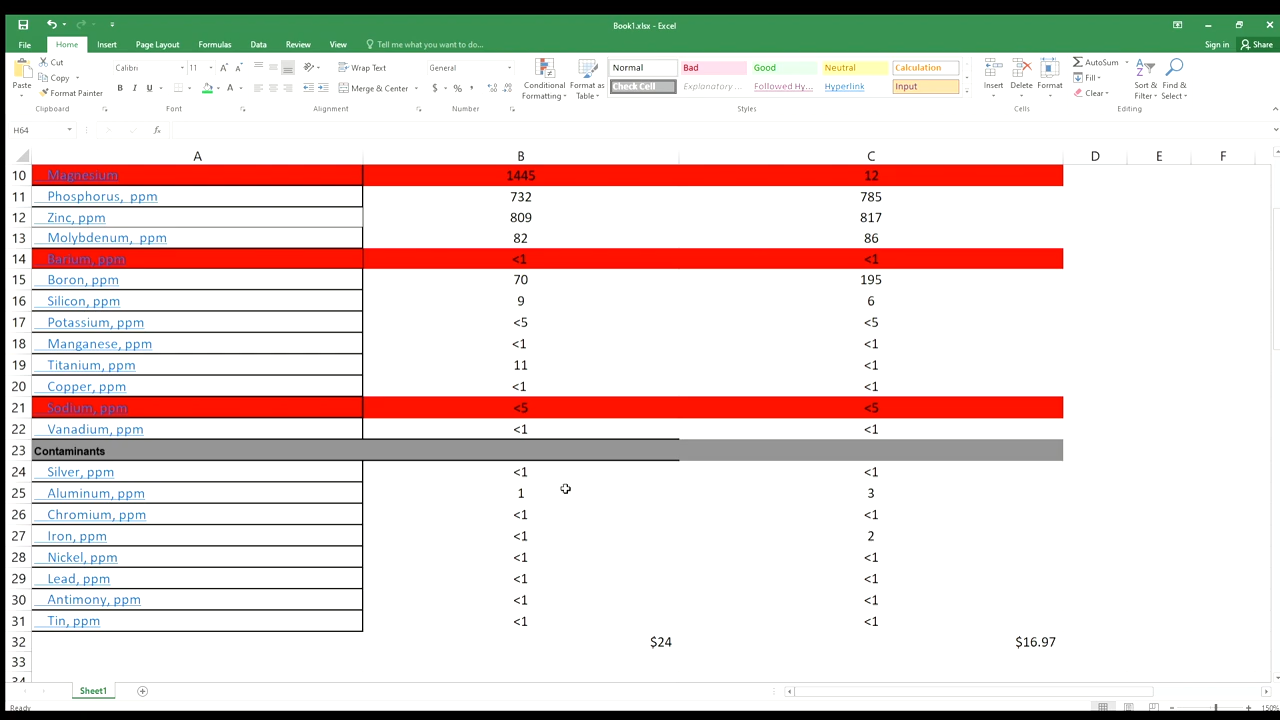 Book1.xlsx - Excel
File Home Insert Page Layout Formulas Data Review View Tell me what you want to do... Sign in Share
Cut Calibri 11 Wrap Text General Normal Bad Good Neutral Calculation AutoSum
Paste Copy Conditional Formatting Format as Table Check Cell Explanatory ... Followed Hy... Hyperlink Input Insert Delete Format Fill Sort & Filter Find & Select
Format Painter Merge & Center $ % Clear
Clipboard Font Alignment Number Styles Cells Editing
H64 fx
A B C D E F
10 Magnesium 1445 12
11 Phosphorus, ppm 732 785
12 Zinc, ppm 809 817
13 Molybdenum, ppm 82 86
14 Barium, ppm <1 <1
15 Boron, ppm 70 195
16 Silicon, ppm 9 6
17 Potassium, ppm <5 <5
18 Manganese, ppm <1 <1
19 Titanium, ppm 11 <1
20 Copper, ppm <1 <1
21 Sodium, ppm <5 <5
22 Vanadium, ppm <1 <1
23 Contaminants
24 Silver, ppm <1 <1
25 Aluminum, ppm 1 3
26 Chromium, ppm <1 <1
27 Iron, ppm <1 2
28 Nickel, ppm <1 <1
29 Lead, ppm <1 <1
30 Antimony, ppm <1 <1
31 Tin, ppm <1 <1
32 $24 $16.97
33
34
Sheet1
Ready 150%